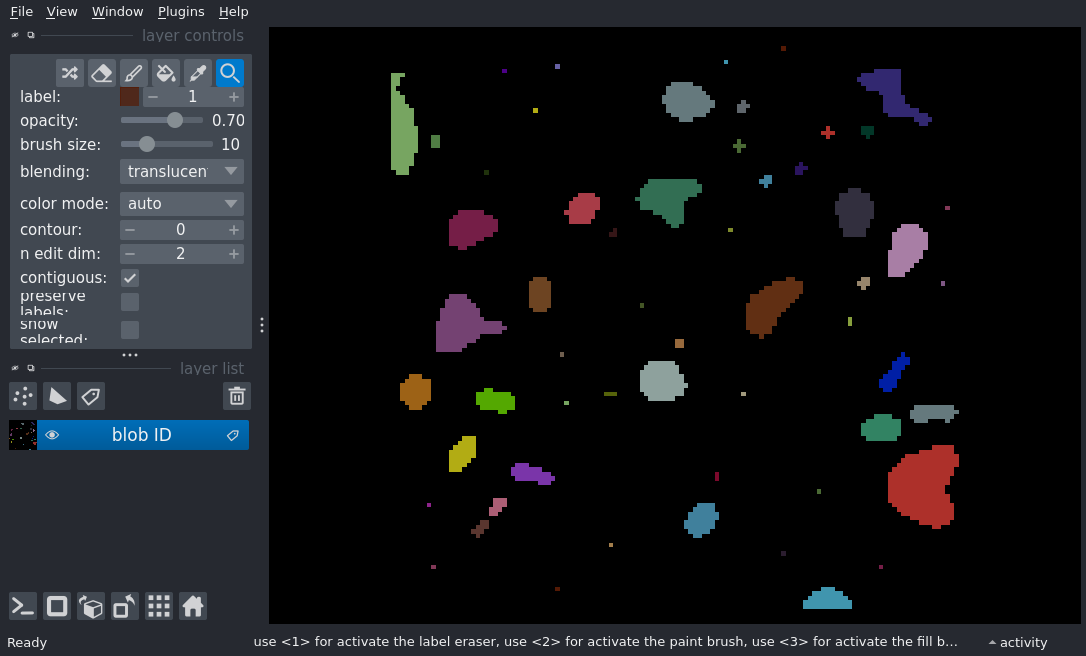 File View Window Plugins Help
layer controls
label: 1
opacity: 0.70
brush size: 10
blending: translucen
color mode: auto
contour: 0
n edit dim: 2
contiguous:
preserve
labels:
show
selected:
layer list
blob ID
Ready use <1> for activate the label eraser, use <2> for activate the paint brush, use <3> for activate the fill b... activity